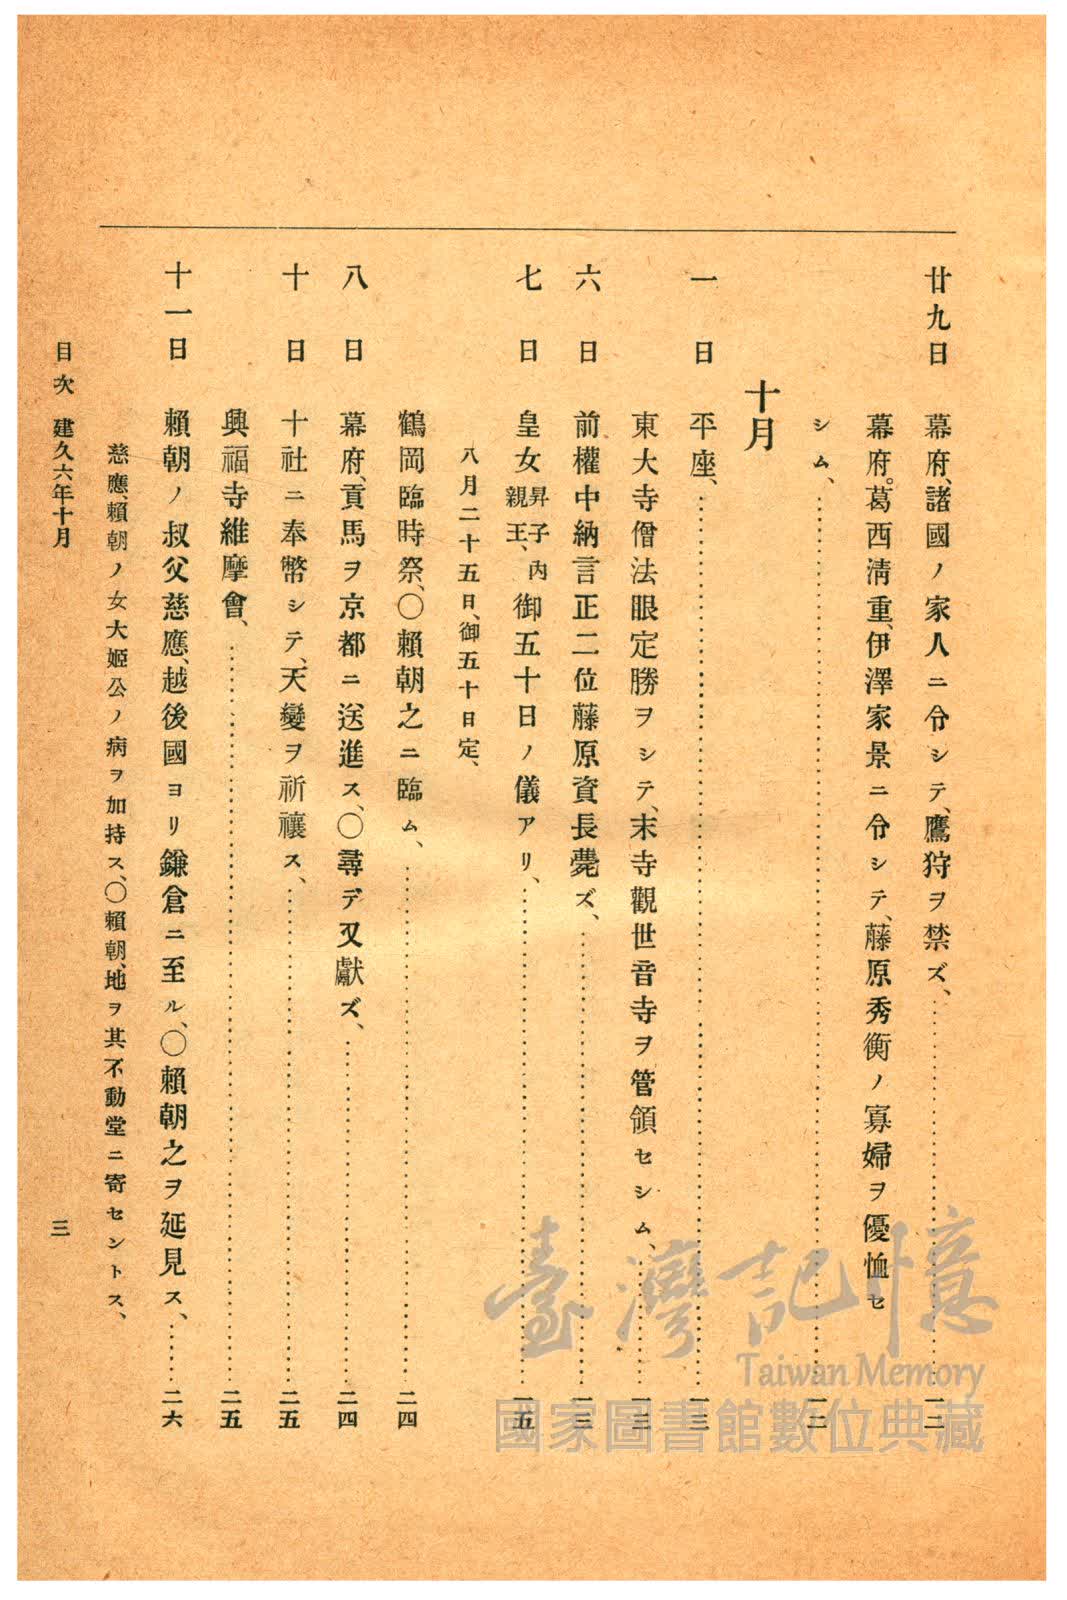 廿九日 幕府、諸國ノ家人ニ令シテ、鷹狩ヲ禁ズ、……一二
幕府。葛西淸重、伊澤家景ニ令シテ、藤原秀衡ノ寡婦ヲ優恤セ
シム、……一二
十月
一日 平座、……一三
東大寺僧法眼定勝ヲシテ、末寺觀世音寺ヲ管領セシム、……一三
六日 前權中納言正二位藤原資長薨ズ、……一三
七日 皇女昇子內親王、御五十日ノ儀アリ、……一五
八月二十五日、御五十日定、
鶴岡臨時祭、〇賴朝之ニ臨ム、……二四
八日 幕府、貢馬ヲ京都ニ送進ス、〇尋デ又獻ズ、……二四
十日 十社ニ奉幣シテ、天變ヲ祈禳ス、……二五
興福寺維摩會、……二五
十一日 賴朝ノ叔父慈應、越後國ヨリ鎌倉ニ至ル、〇賴朝之ヲ延見ス、……二六
慈應、賴朝ノ女大姬公ノ病ヲ加持ス、〇賴朝、地ヲ其不動堂ニ寄セントス、
目次 建久六年十月 三
臺灣記憶
Taiwan Memory
國家圖書館數位典藏